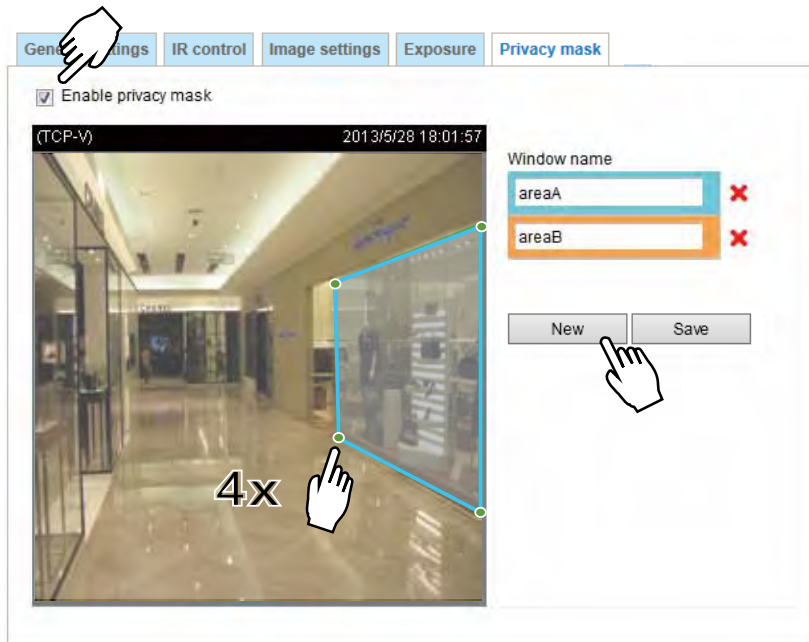 General settings IR control Image settings Exposure Privacy mask
Enable privacy mask
(TCP-V) 2013/5/28 18:01:57
Window name
areaA
areaB
New Save
CHANEL
4x